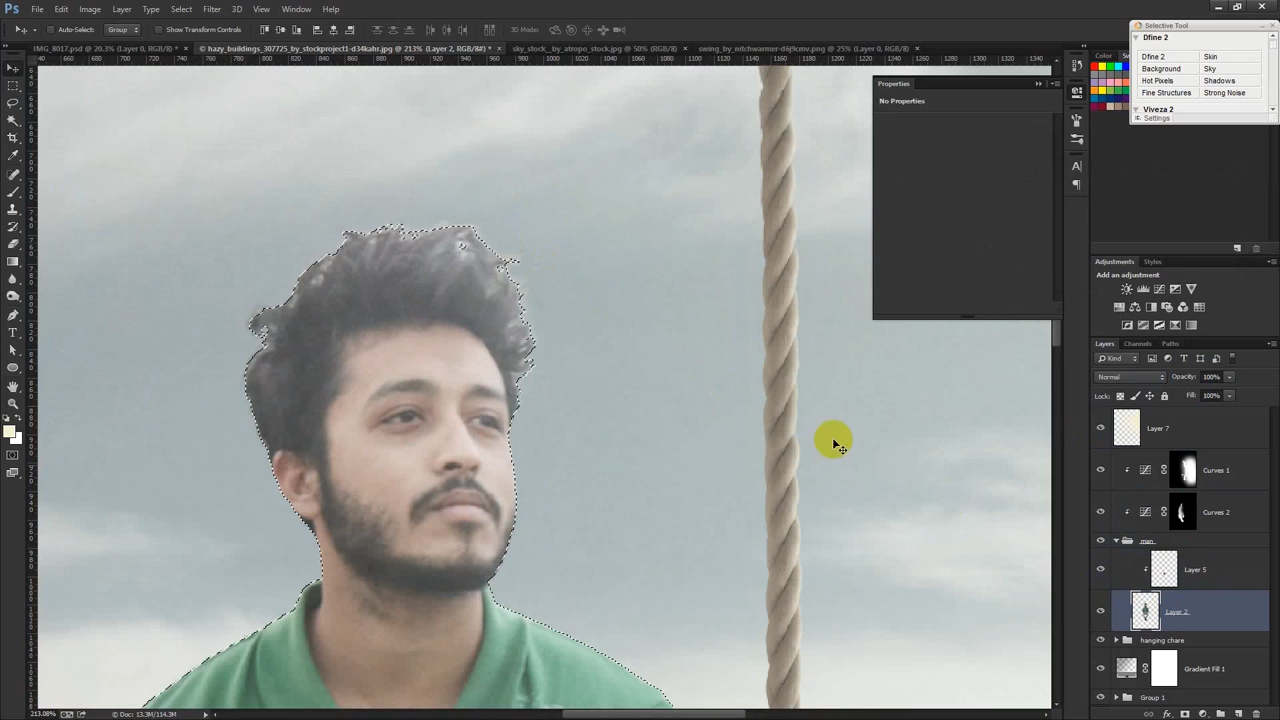 Ps File Edit Image Layer Type Select Filter 3D View Window Help
Auto-Select: Group Show Transform Controls 3D Mode:
IMG_8017.psd @ 20.3% (Layer 0, RGB/8*) × © hazy_buildings_307725_by_stockproject1-d34kahr.jpg @ 213% (Layer 2, RGB/8#) * × sky_stock__by_atropo_stock.jpg @ 50% (RGB/8*) × swing_by_nitchwarmer-d6j9cmv.png @ 25% (Layer 0, RGB/8) ×
Selective Tool
Dfine 2
Dfine 2 Skin
Background Sky
Hot Pixels Shadows
Fine Structures Strong Noise
Viveza 2
Settings
Color
Properties
No Properties
Adjustments Styles
Add an adjustment
Layers Channels Paths
Kind
Normal Opacity: 100%
Lock: Fill: 100%
Layer 7
Curves 1
Curves 2
man
Layer 5
Layer 2
hanging chare
Gradient Fill 1
Group 1
213.08% Doc: 13.3M/114.3M